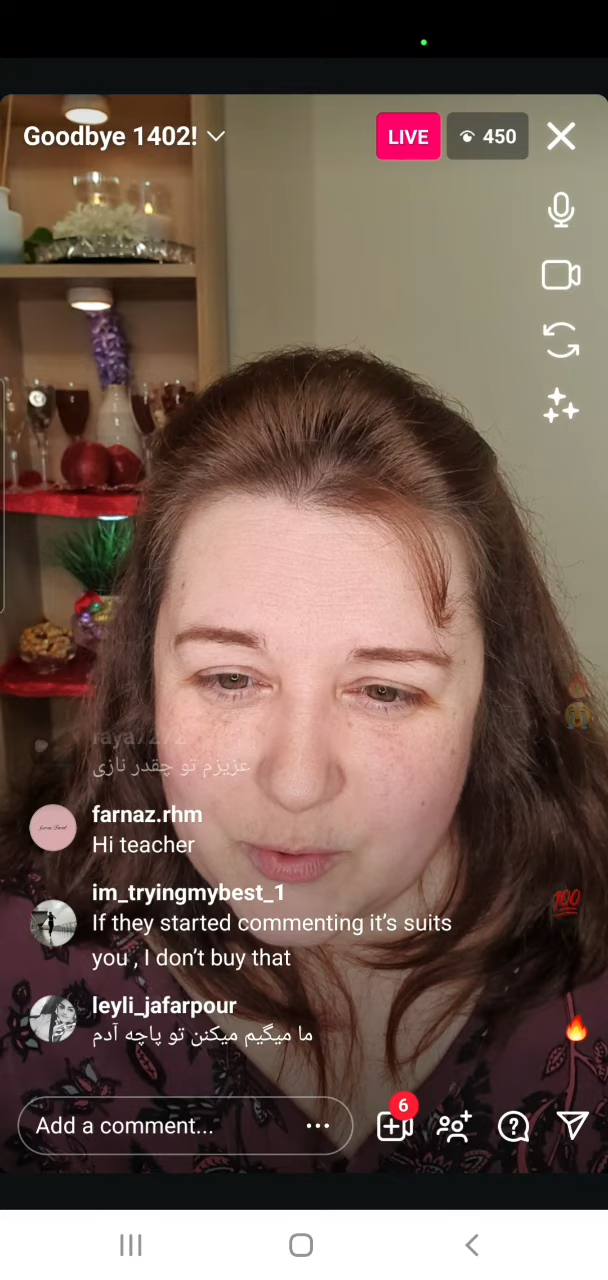 Goodbye 1402!
LIVE
450
عزیزم تو چقدر نازی
farnaz.rhm
Hi teacher
im_tryingmybest_1
If they started commenting it's suits
you , I don't buy that
leyli_jafarpour
ما میگیم میکنن تو پاچه آدم
💯
6
Add a comment...